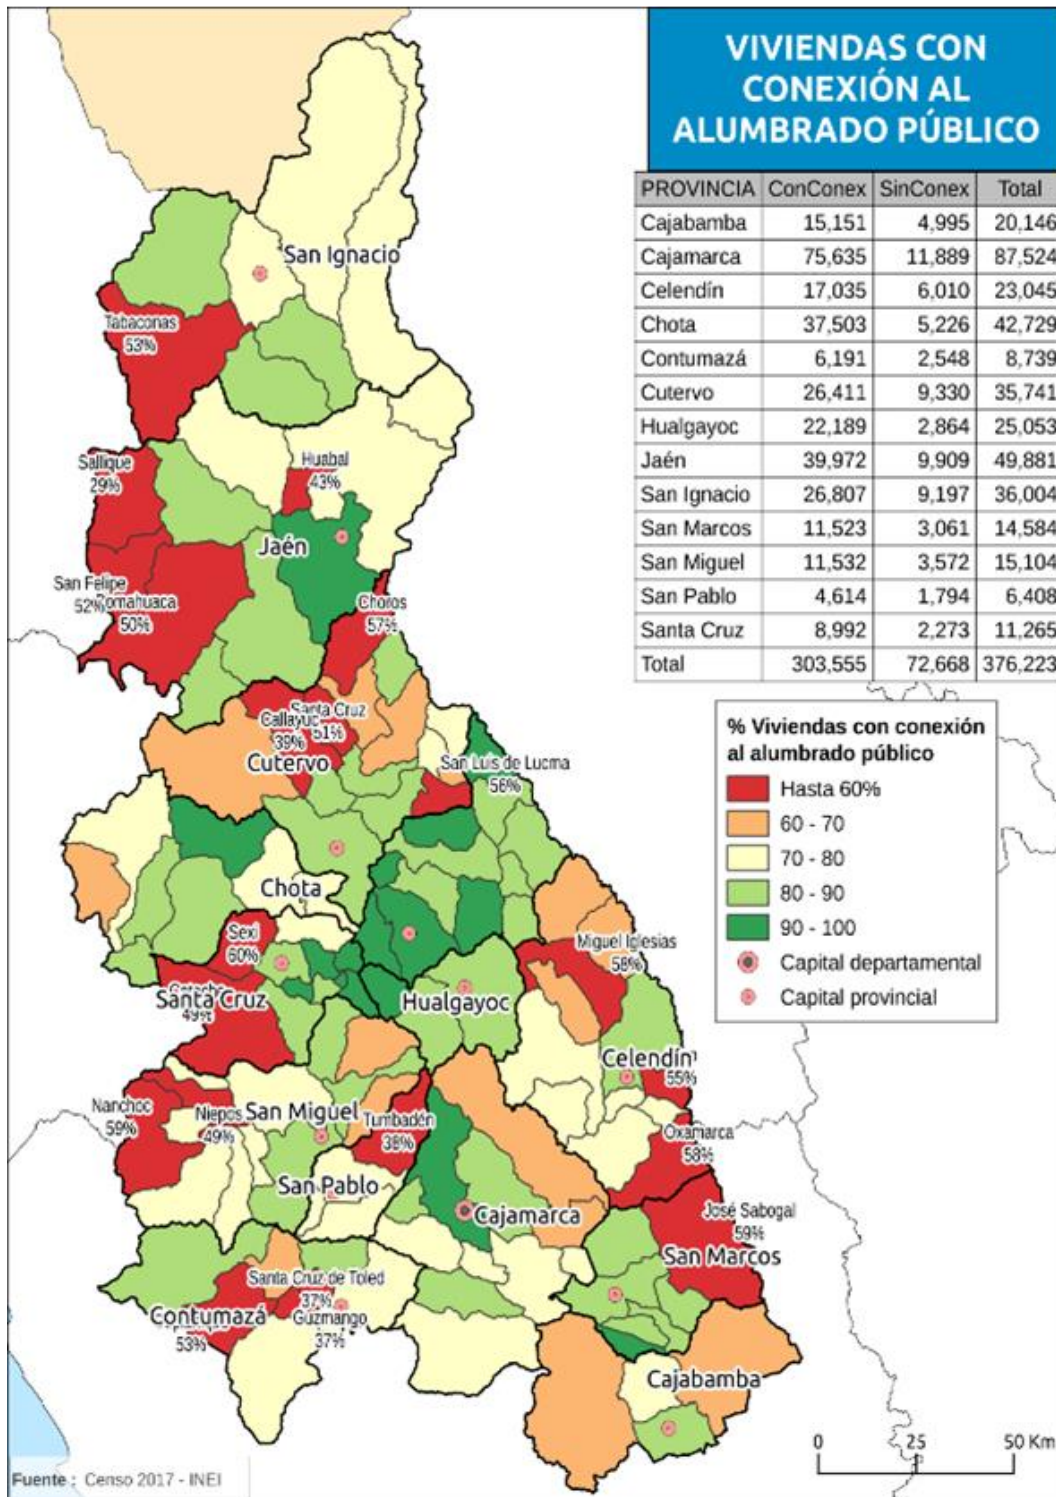 VIVIENDAS CON
CONEXIÓN AL
ALUMBRADO PÚBLICO
PROVINCIA ConConex SinConex Total
Cajabamba 15,151 4,995 20,146
Cajamarca 75,635 11,889 87,524
Celendín 17,035 6,010 23,045
Chota 37,503 5,226 42,729
Contumazá 6,191 2,548 8,739
Cutervo 26,411 9,330 35,741
Hualgayoc 22,189 2,864 25,053
Jaén 39,972 9,909 49,881
San Ignacio 26,807 9,197 36,004
San Marcos 11,523 3,061 14,584
San Miguel 11,532 3,572 15,104
San Pablo 4,614 1,794 6,408
Santa Cruz 8,992 2,273 11,265
Total 303,555 72,668 376,223
San Ignacio
Tabaconas
53%
Sallique
29%
Huabal
43%
Jaén
San Felipe
52%
Pomahuaca
50%
Choros
57%
Santa Cruz
51%
Callayuc
39%
Cutervo
San Luis de Lucma
56%
Chota
Sexi
60%
Miguel Iglesias
58%
Santa Cruz
49%
Hualgayoc
Celendín
55%
Nanchoc
59%
Niepos
49%
San Miguel
Tumbadén
38%
Oxamarca
58%
San Pablo
Cajamarca
José Sabogal
59%
San Marcos
Santa Cruz de Toled
37%
Contumazá
53%
Guzmango
37%
Cajabamba
% Viviendas con conexión
al alumbrado público
Hasta 60%
60 - 70
70 - 80
80 - 90
90 - 100
Capital departamental
Capital provincial
0 25 50 Km
Fuente : Censo 2017 - INEI